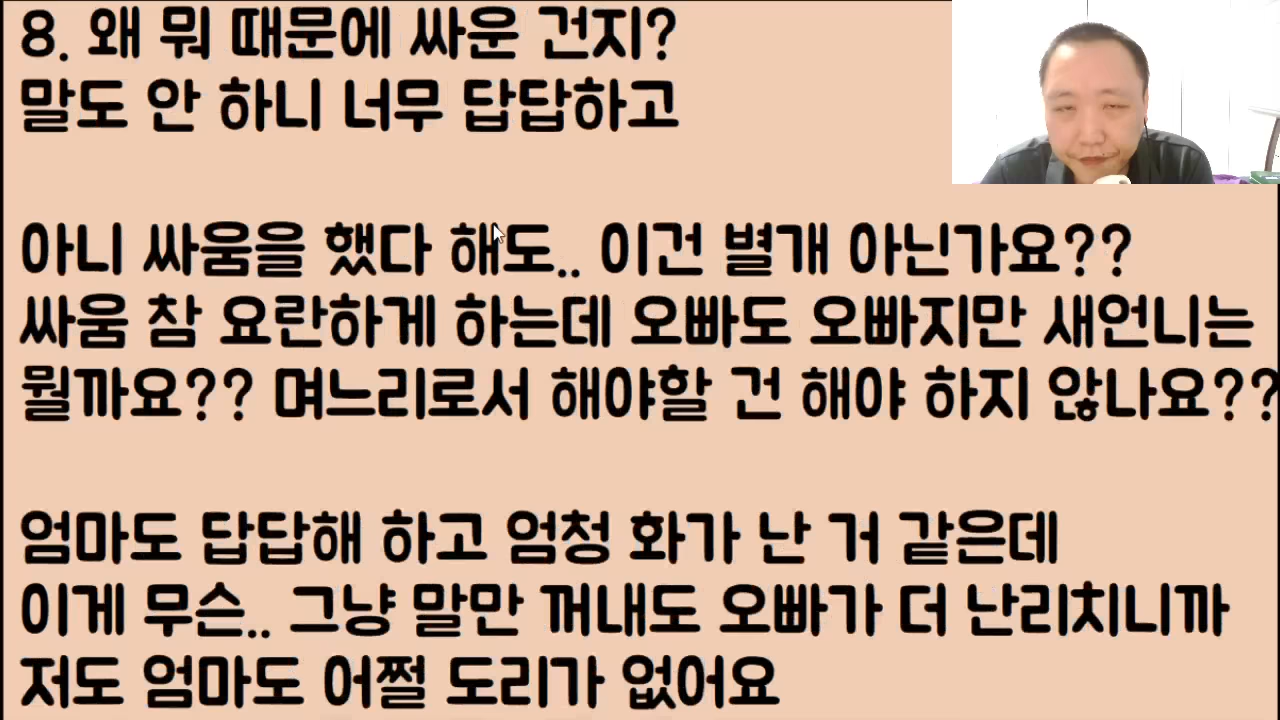 8. 왜 뭐 때문에 싸운 건지?
말도 안 하니 너무 답답하고
아니 싸움을 했다 해도.. 이건 별개 아닌가요??
싸움 참 요란하게 하는데 오빠도 오빠지만 새언니는
뭘까요?? 며느리로서 해야할 건 해야 하지 않나요??
엄마도 답답해 하고 엄청 화가 난 거 같은데
이게 무슨.. 그냥 말만 꺼내도 오빠가 더 난리치니까
저도 엄마도 어쩔 도리가 없어요